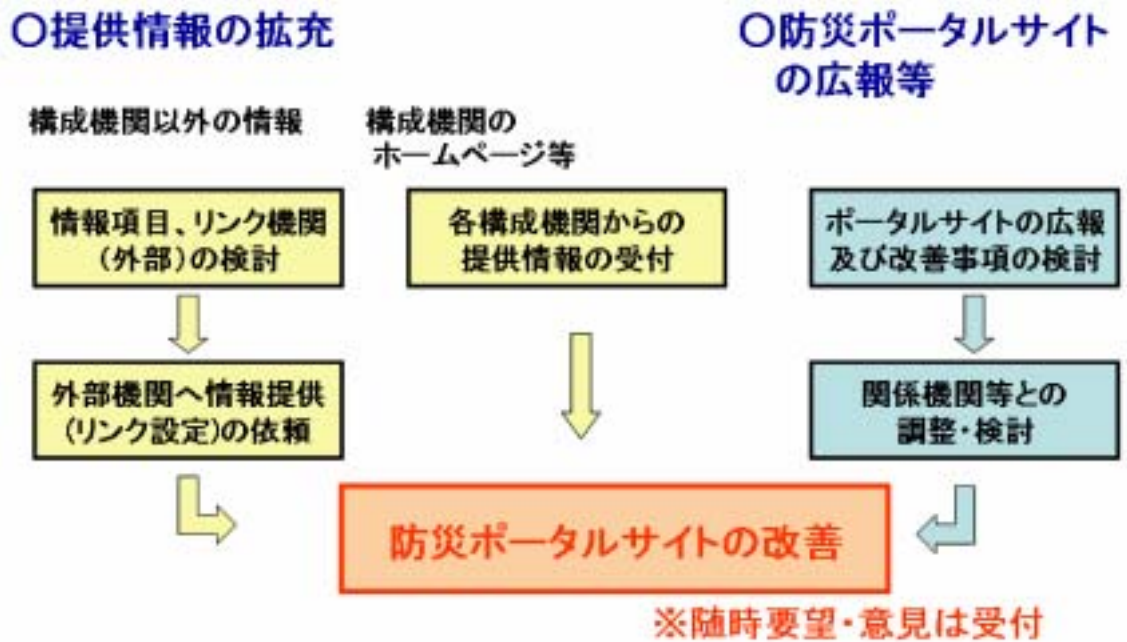 〇提供情報の拡充
〇防災ポータルサイト
の広報等
構成機関以外の情報
構成機関の
ホームページ等
情報項目、リンク機関
(外部)の検討
各構成機関からの
提供情報の受付
ポータルサイトの広報
及び改善事項の検討
外部機関へ情報提供
(リンク設定)の依頼
関係機関等との
調整・検討
防災ポータルサイトの改善
※随時要望・意見は受付